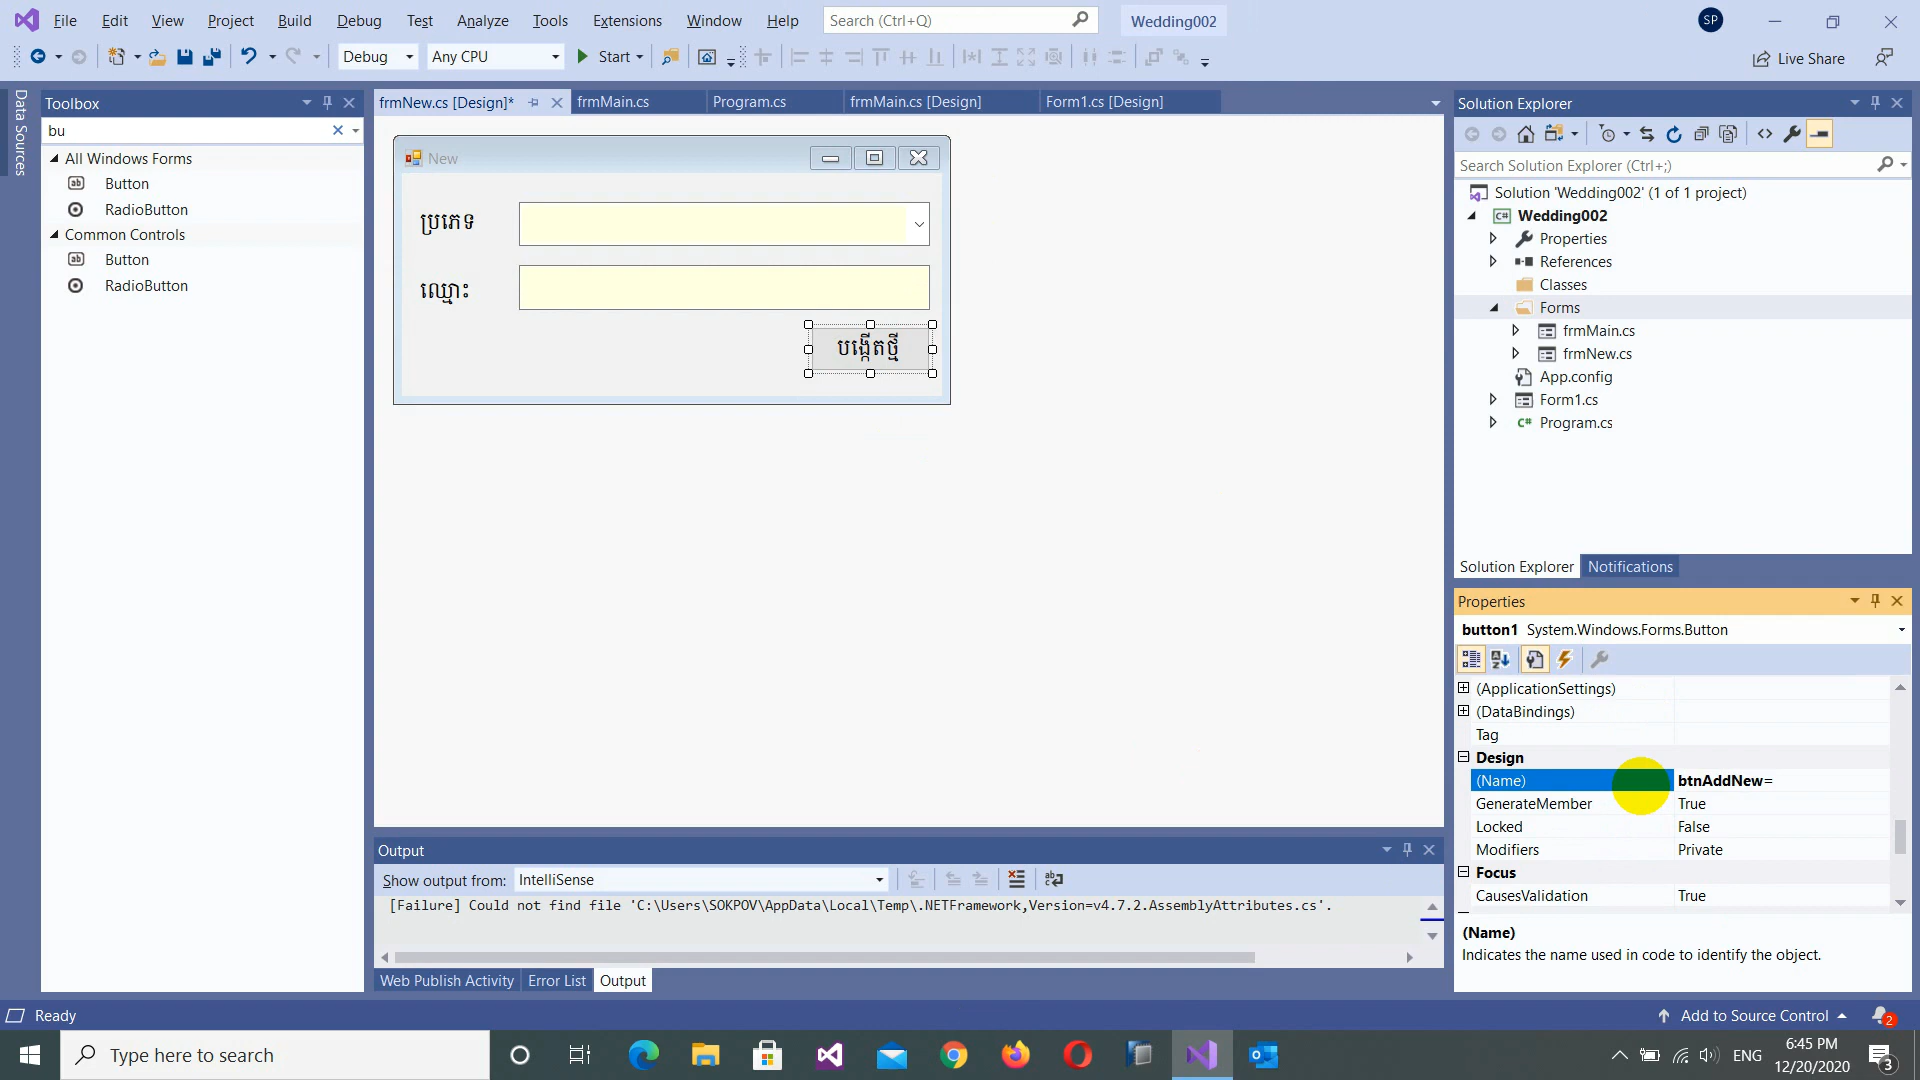 File Edit View Project Build Debug Test Analyze Tools Extensions Window Help Search (Ctrl+Q) Wedding002 SP
Debug Any CPU Start Live Share
Data Sources
Toolbox
bu
All Windows Forms
Button
RadioButton
Common Controls
Button
RadioButton
frmNew.cs [Design]* frmMain.cs Program.cs frmMain.cs [Design] Form1.cs [Design]
New
ប្រភេទ
ឈ្មោះ
បង្កើតថ្មី
Output
Show output from: IntelliSense
[Failure] Could not find file 'C:\Users\SOKPOV\AppData\Local\Temp\.NETFramework,Version=v4.7.2.AssemblyAttributes.cs'.
Web Publish Activity Error List Output
Solution Explorer
Search Solution Explorer (Ctrl+;)
Solution 'Wedding002' (1 of 1 project)
Wedding002
Properties
References
Classes
Forms
frmMain.cs
frmNew.cs
App.config
Form1.cs
Program.cs
Solution Explorer Notifications
Properties
button1 System.Windows.Forms.Button
(ApplicationSettings)
(DataBindings)
Tag
Design
(Name) btnAddNew=
GenerateMember True
Locked False
Modifiers Private
Focus
CausesValidation True
(Name)
Indicates the name used in code to identify the object.
Ready Add to Source Control 2
Type here to search ENG 6:45 PM 12/20/2020 3